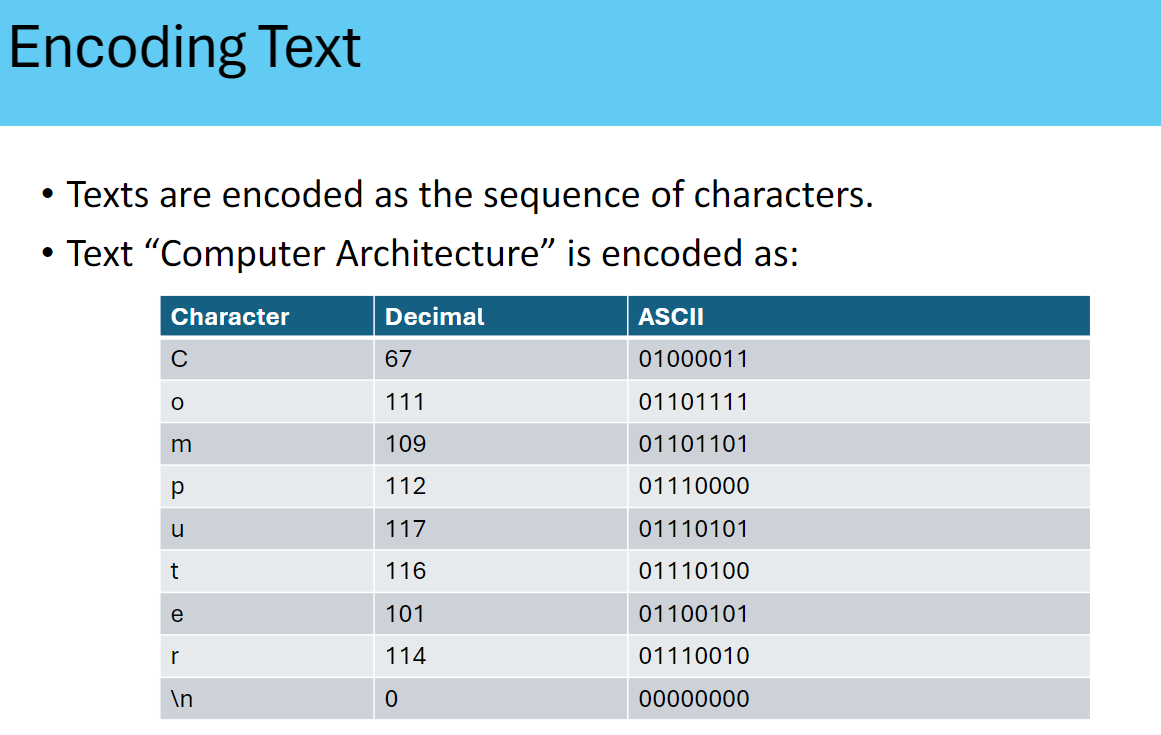 Encoding Text
• Texts are encoded as the sequence of characters.
• Text “Computer Architecture” is encoded as:
Character Decimal ASCII
C 67 01000011
o 111 01101111
m 109 01101101
p 112 01110000
u 117 01110101
t 116 01110100
e 101 01100101
r 114 01110010
\n 0 00000000